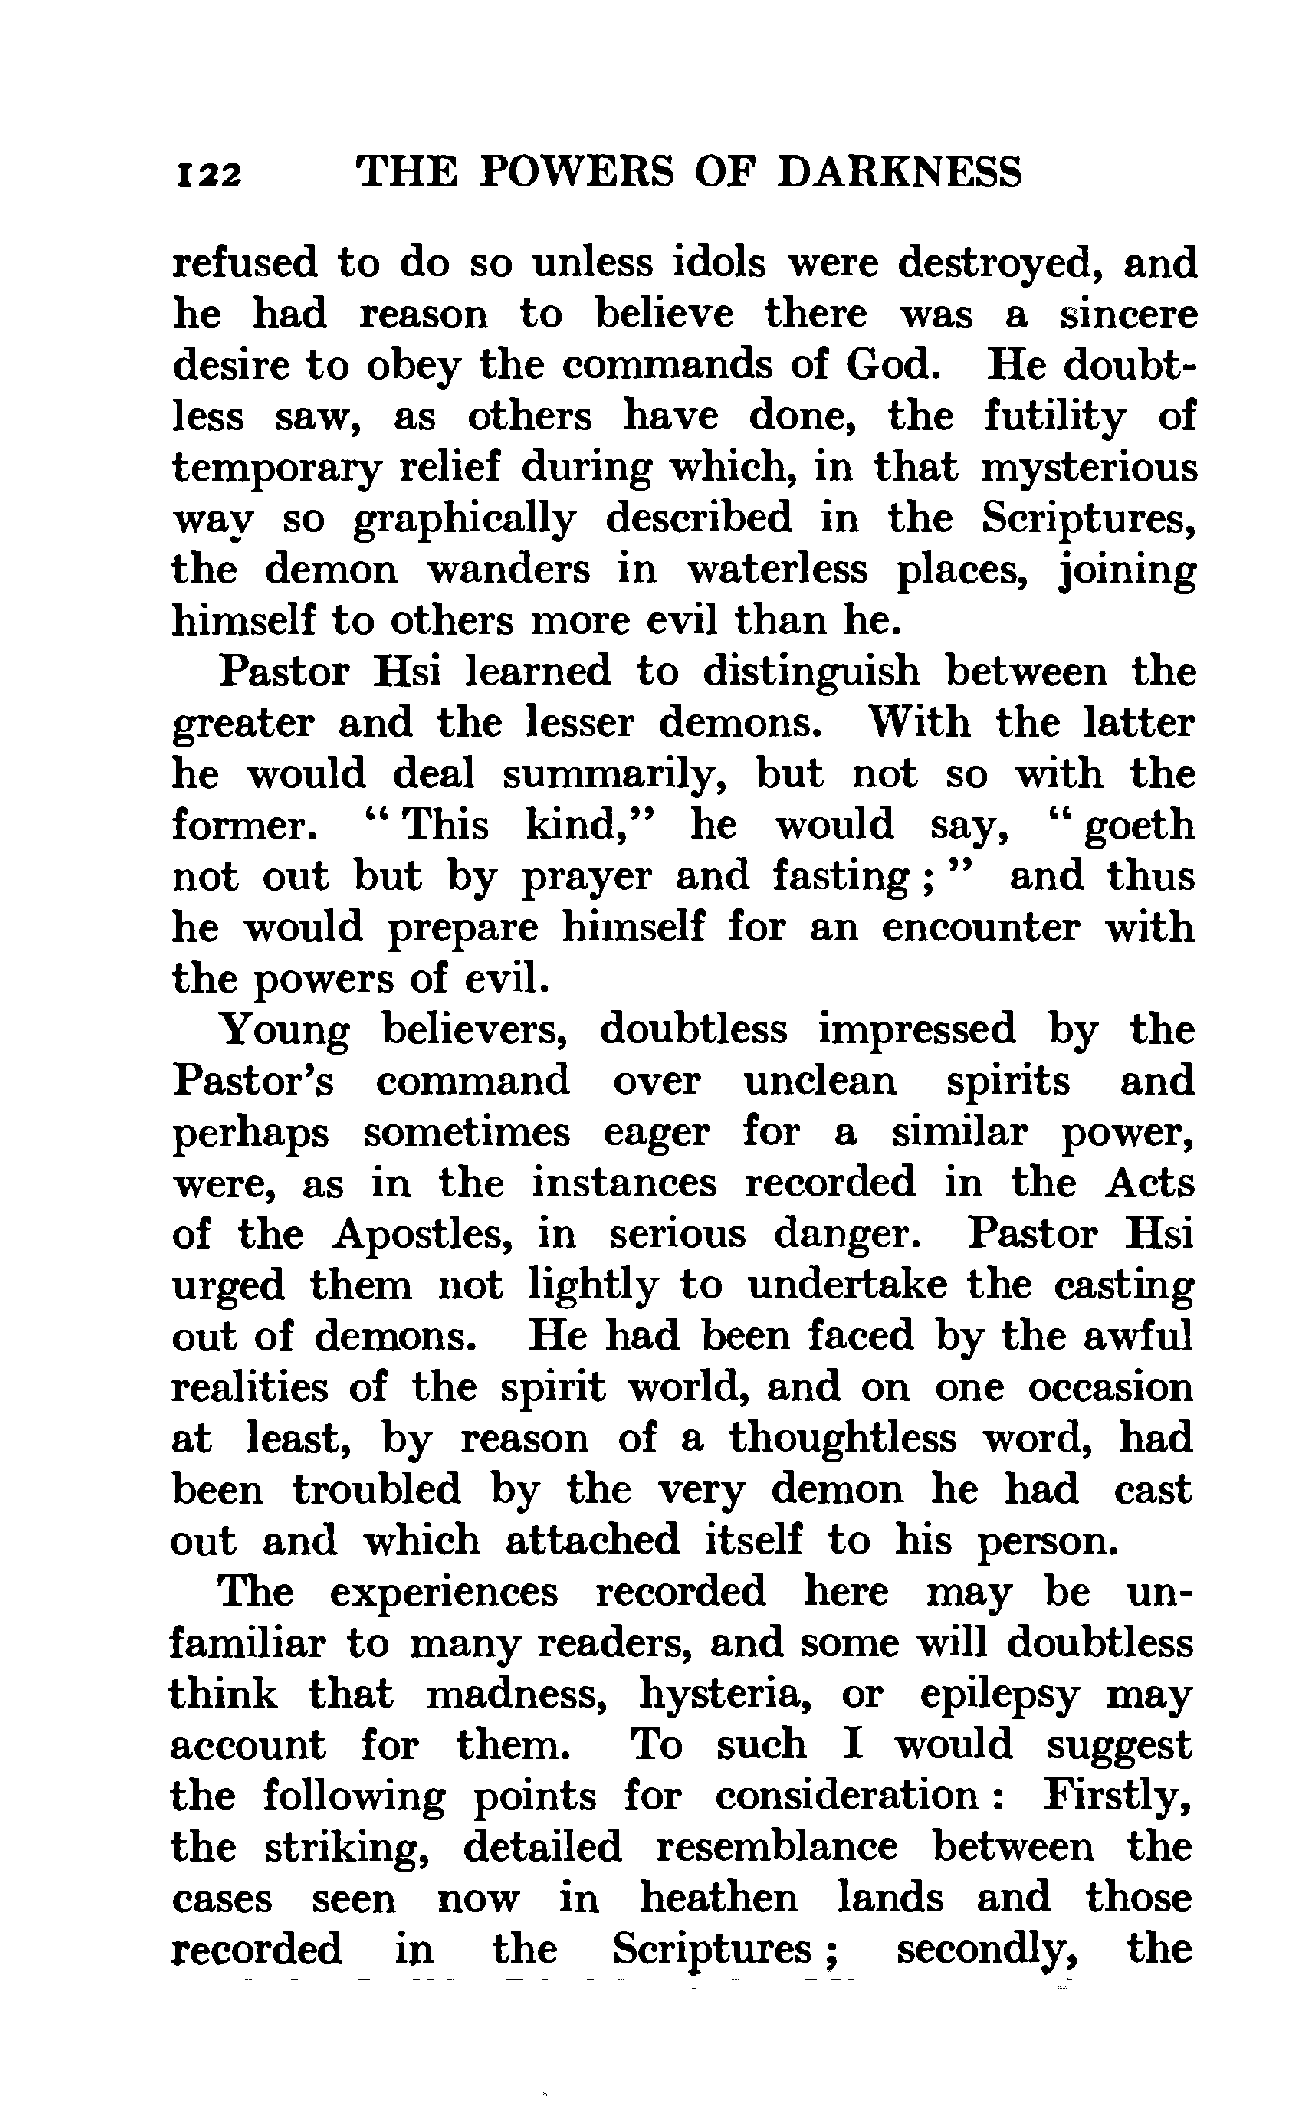 122 THE POWERS OF DARKNESS
refused to do so unless idols were destroyed, and
he had reason to believe there was a sincere
desire to obey the commands of God. He doubt-
less saw, as others have done, the futility of
temporary relief during which, in that mysterious
way so graphically described in the Scriptures,
the demon wanders in waterless places, joining
himself to others more evil than he.
Pastor Hsi learned to distinguish between the
greater and the lesser demons. With the latter
he would deal summarily, but not so with the
former. “ This kind,” he would say, “ goeth
not out but by prayer and fasting ; ” and thus
he would prepare himself for an encounter with
the powers of evil.
Young believers, doubtless impressed by the
Pastor’s command over unclean spirits and
perhaps sometimes eager for a similar power,
were, as in the instances recorded in the Acts
of the Apostles, in serious danger. Pastor Hsi
urged them not lightly to undertake the casting
out of demons. He had been faced by the awful
realities of the spirit world, and on one occasion
at least, by reason of a thoughtless word, had
been troubled by the very demon he had cast
out and which attached itself to his person.
The experiences recorded here may be un-
familiar to many readers, and some will doubtless
think that madness, hysteria, or epilepsy may
account for them. To such I would suggest
the following points for consideration : Firstly,
the striking, detailed resemblance between the
cases seen now in heathen lands and those
recorded in the Scriptures ; secondly, the